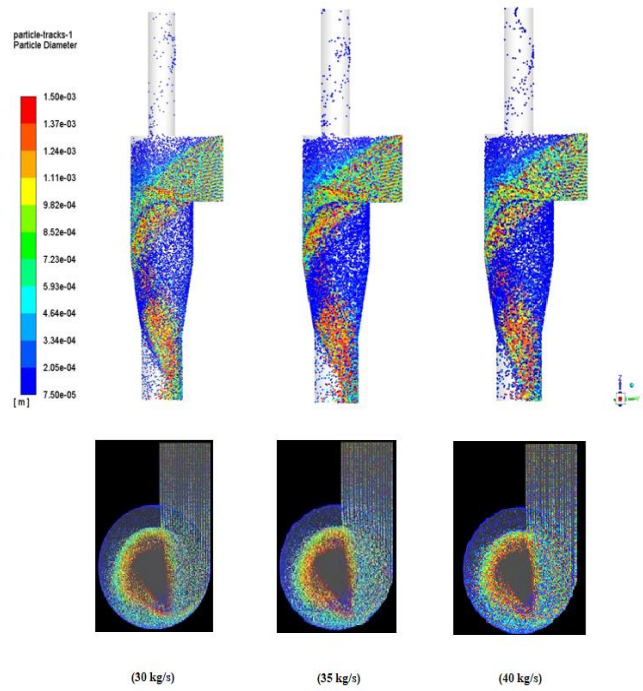 particle-tracks-1
Particle Diameter
1.50e-03
1.37e-03
1.24e-03
1.11e-03
9.82e-04
8.52e-04
7.23e-04
5.93e-04
4.64e-04
3.34e-04
2.05e-04
7.50e-05
[ m ]
Z
(30 kg/s)
(35 kg/s)
(40 kg/s)